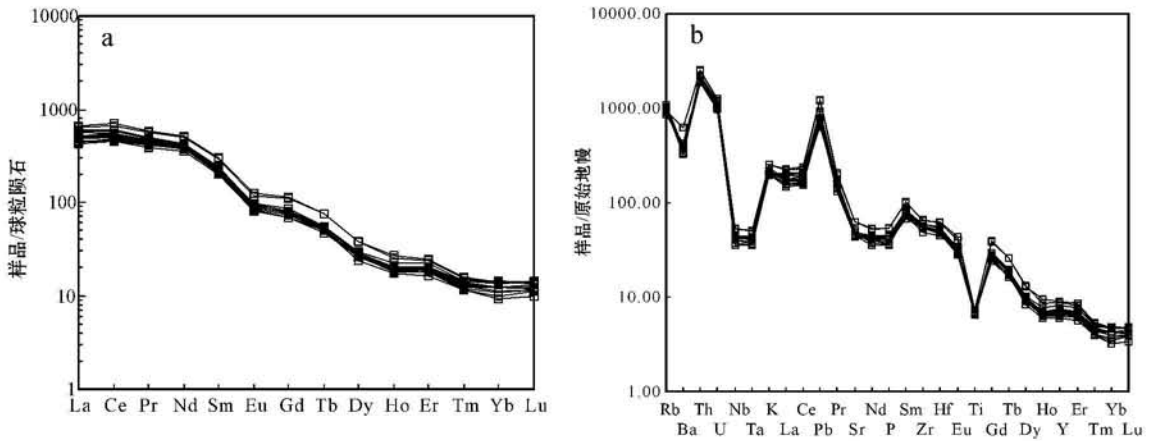 a
10000
1000
100
10
1
样品/球粒陨石
La Ce Pr Nd Sm Eu Gd Tb Dy Ho Er Tm Yb Lu
b
10000.00
1000.00
100.00
10.00
1.00
样品/原始地幔
Rb Th Nb K Ce Pr Nd Sm Hf Ti Tb Ho Er Yb
Ba U Ta La Pb Sr P Zr Eu Gd Dy Y Tm Lu